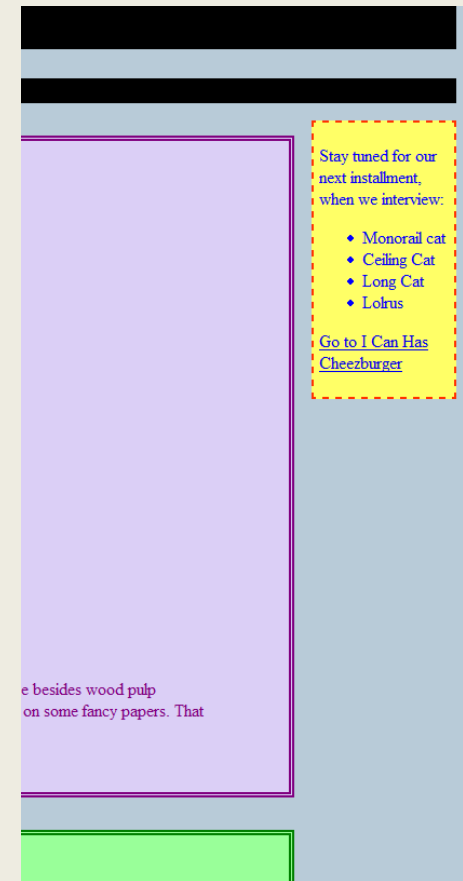 Stay tuned for our
next installment,
when we interview:
Monorail cat
Ceiling Cat
Long Cat
Lolrus
Go to I Can Has
Cheezburger
e besides wood pulp
on some fancy papers. That